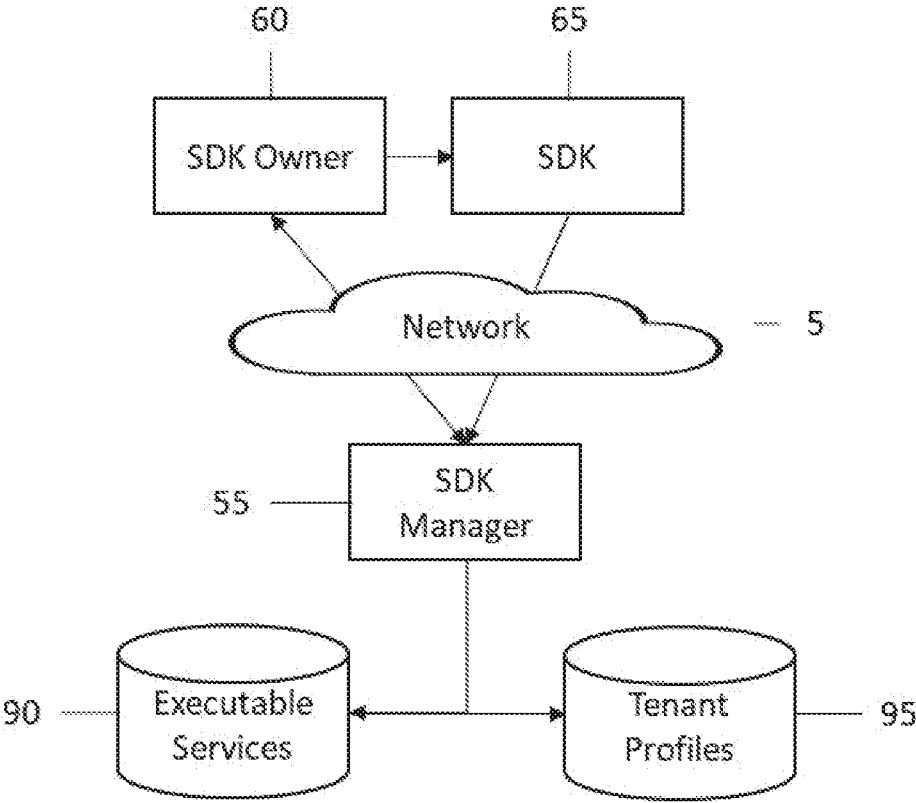 60
65
SDK Owner
SDK
Network
5
SDK
Manager
55
Executable
Services
90
Tenant
Profiles
95